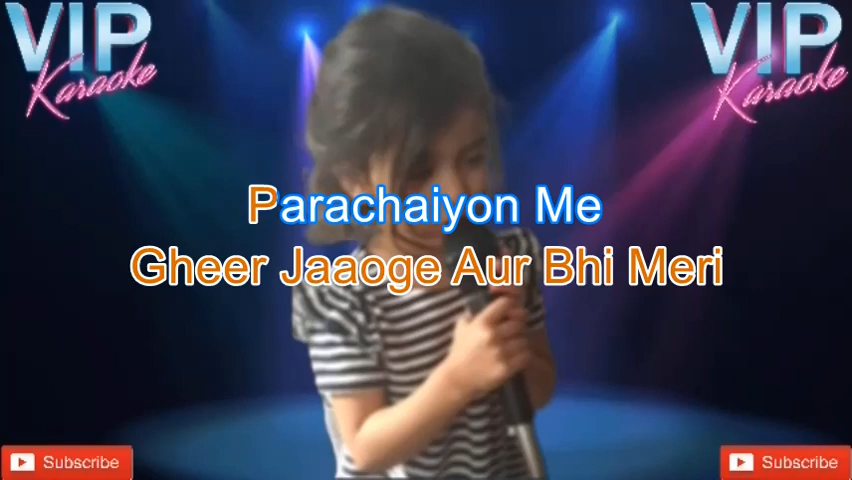 VIP
Karaoke
VIP
Karaoke
Parachaiyon Me
Gheer Jaaoge Aur Bhi Meri
Subscribe
Subscribe